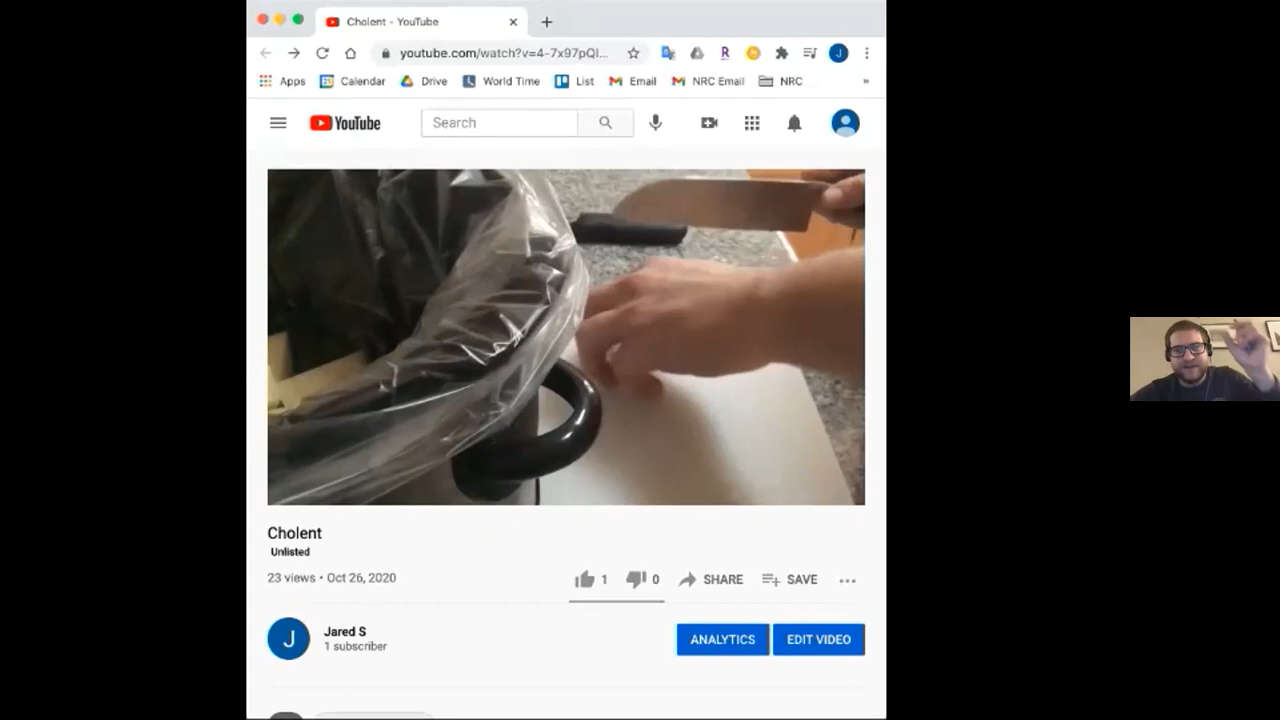 Cholent - YouTube
youtube.com/watch?v=4-7x97pQl...
J
Apps
Calendar
Drive
World Time
List
Email
NRC Email
NRC
»
YouTube
Search
Cholent
Unlisted
23 views • Oct 26, 2020
1
0
SHARE
SAVE
J
Jared S
1 subscriber
ANALYTICS
EDIT VIDEO